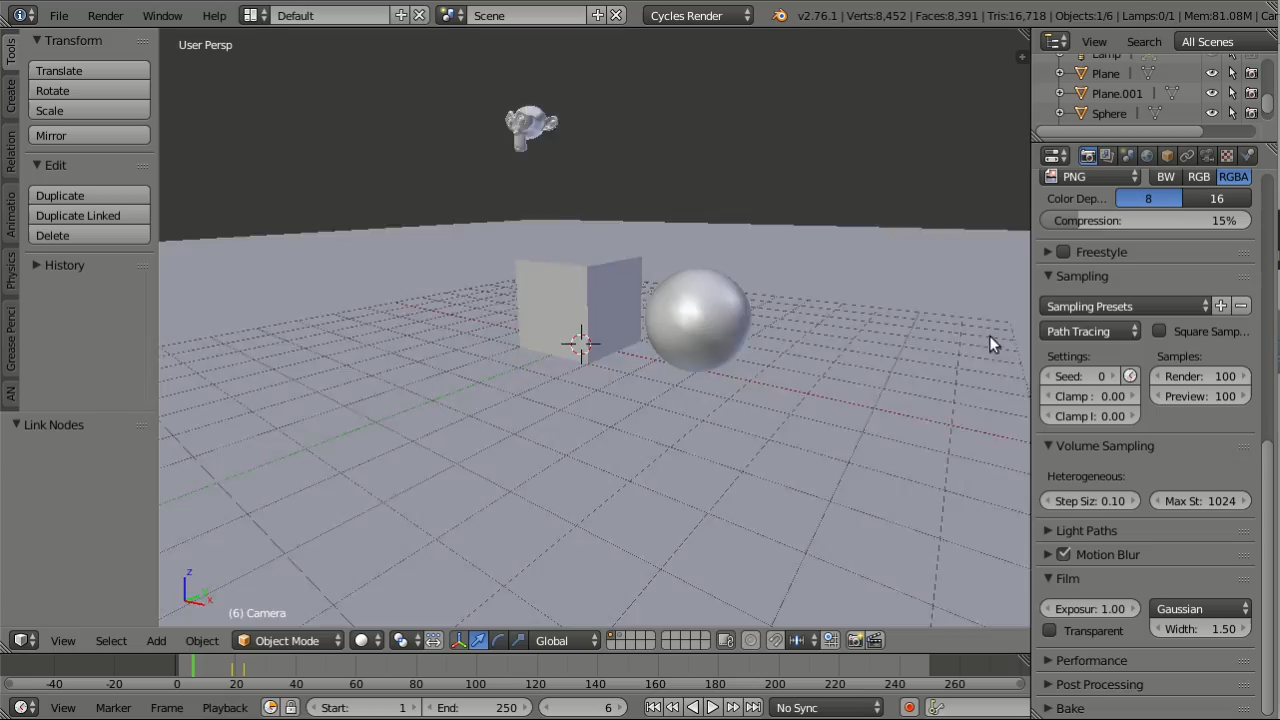 File Render Window Help Default Scene Cycles Render v2.76.1 | Verts:8,452 | Faces:8,391 | Tris:16,718 | Objects:1/6 | Lamps:0/1 | Mem:81.08M | Car
Tools
Create
Relation
Animatio
Physics
Grease Penci
AN
Transform
Translate
Rotate
Scale
Mirror
Edit
Duplicate
Duplicate Linked
Delete
History
Link Nodes
User Persp
z
y
x
(6) Camera
View Search All Scenes
Lamp
Plane
Plane.001
Sphere
PNG BW RGB RGBA
Color Dep... 8 16
Compression: 15%
Freestyle
Sampling
Sampling Presets
Path Tracing Square Samp...
Settings: Samples:
Seed: 0 Render: 100
Clamp : 0.00 Preview: 100
Clamp I: 0.00
Volume Sampling
Heterogeneous:
Step Siz: 0.10 Max St: 1024
Light Paths
Motion Blur
Film
Exposur: 1.00 Gaussian
Transparent Width: 1.50
Performance
Post Processing
Bake
View Select Add Object Object Mode Global
-40 -20 0 20 40 60 80 100 120 140 160 180 200 220 240 260
View Marker Frame Playback Start: 1 End: 250 6 No Sync